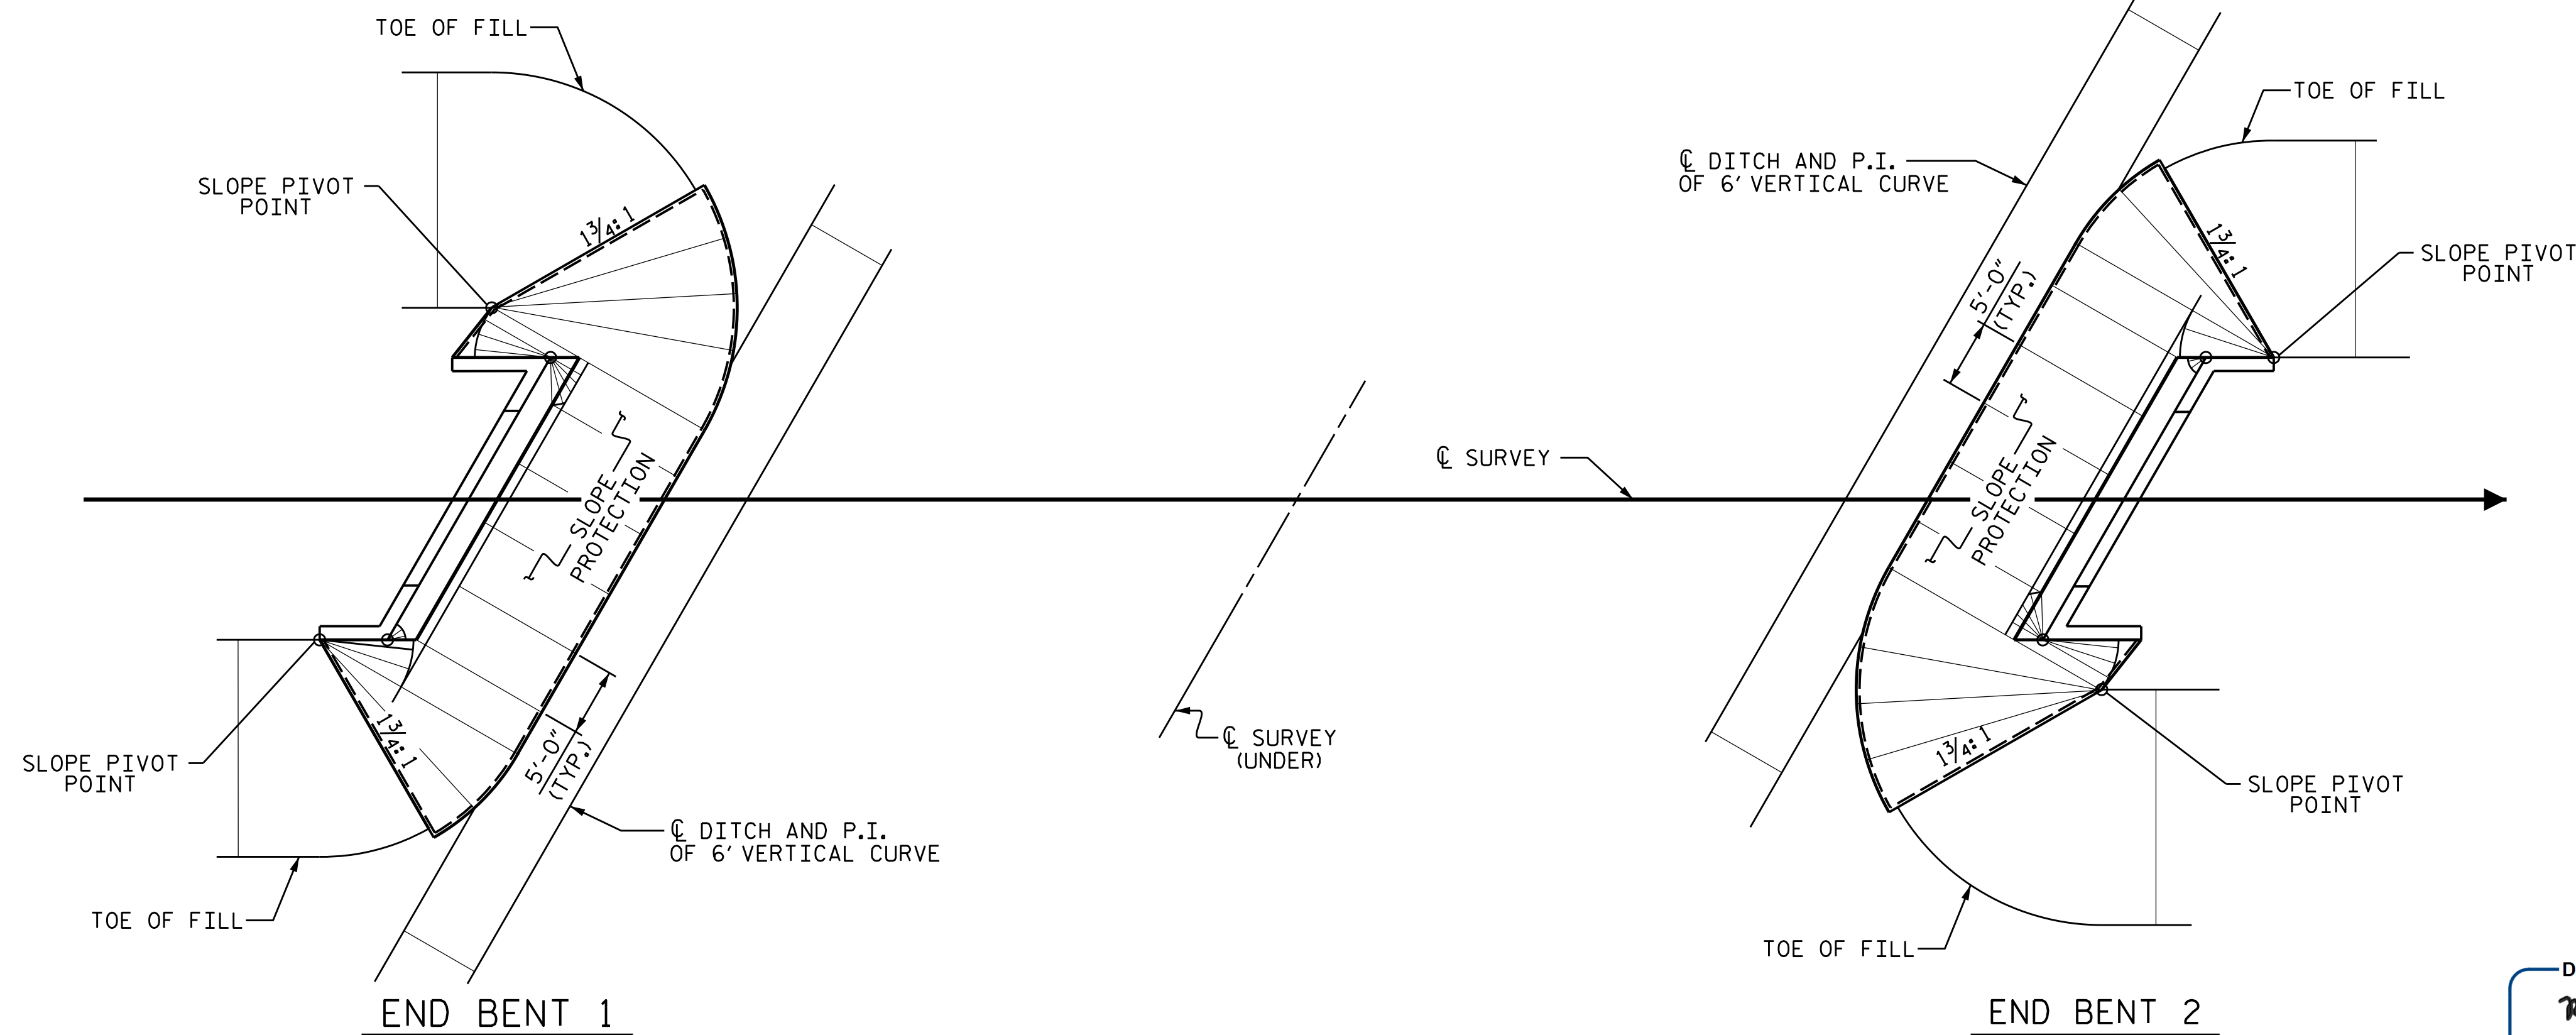 TOE OF FILL
SLOPE PIVOT
POINT
1¾:1
SLOPE
PROTECTION
SLOPE PIVOT
POINT
1¾:1
5'-0"
(TYP.)
℄ DITCH AND P.I.
OF 6' VERTICAL CURVE
TOE OF FILL
END BENT 1
℄ SURVEY
℄ SURVEY
(UNDER)
℄ DITCH AND P.I.
OF 6' VERTICAL CURVE
TOE OF FILL
1¾:1
SLOPE PIVOT
POINT
5'-0"
(TYP.)
SLOPE
PROTECTION
1¾:1
SLOPE PIVOT
POINT
TOE OF FILL
END BENT 2